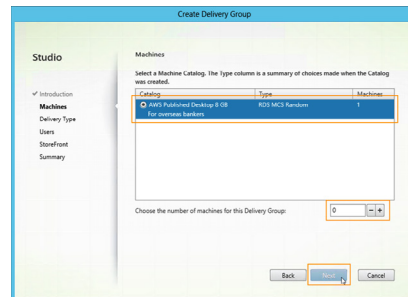 Create Delivery Group
Studio
Machines
Select a Machine Catalog. The Type column is a summary of choices made when the Catalog
was created.
✔ Introduction
Machines
Delivery Type
Users
StoreFront
Summary
Catalog Type Machines
AWS Published Desktop 8 GB RDS MCS Random 1
For overseas bankers
Choose the number of machines for this Delivery Group: 0 - +
Back Next Cancel